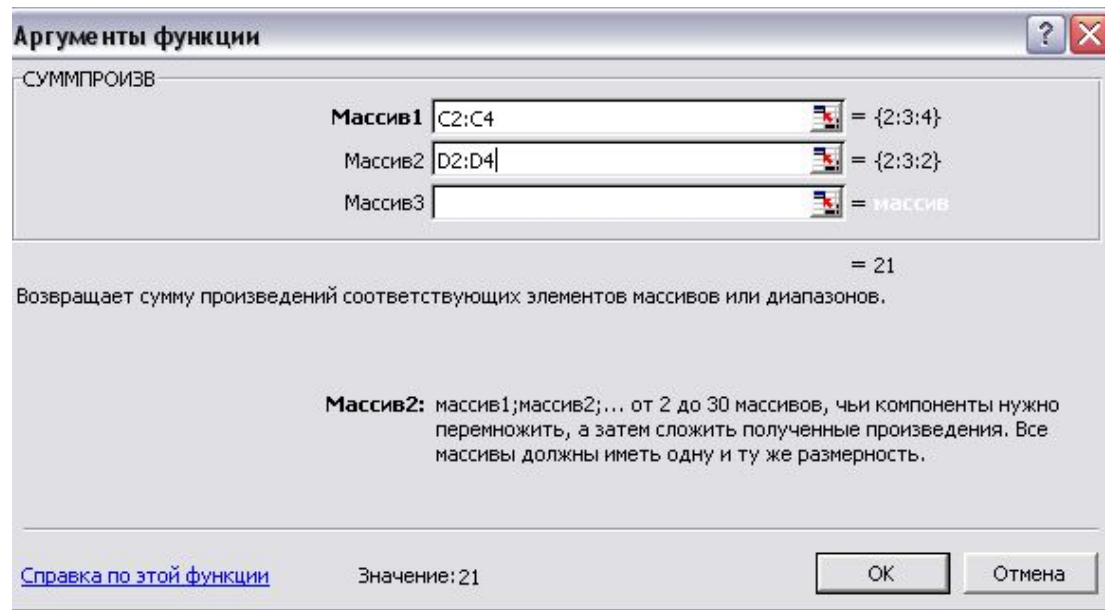 Аргументы функции
СУММПРОИЗВ
Массив1 C2:C4 = {2:3:4}
Массив2 D2:D4 = {2:3:2}
Массив3 = массив
= 21
Возвращает сумму произведений соответствующих элементов массивов или диапазонов.
Массив2: массив1;массив2;... от 2 до 30 массивов, чьи компоненты нужно
перемножить, а затем сложить полученные произведения. Все
массивы должны иметь одну и ту же размерность.
Справка по этой функции Значение:21 OK Отмена